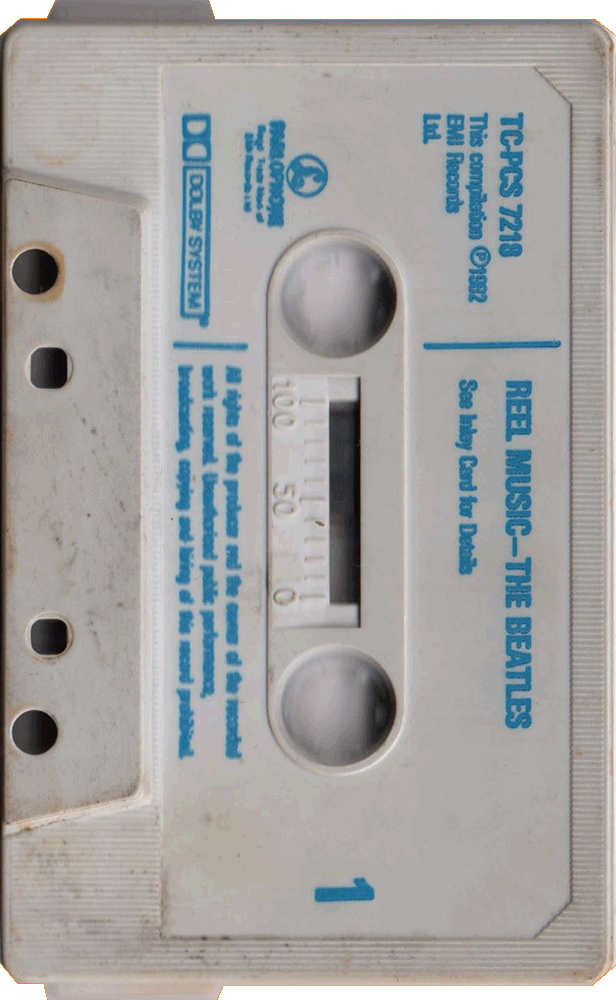 TC-PCS 7218
This compilation ℗1982
EMI Records
Ltd.
REEL MUSIC—THE BEATLES
See Inlay Card for Details
PARLOPHONE
DOLBY SYSTEM
100 50 0
All rights of the producer and the owner of the recorded
work reserved. Unauthorised public performance,
broadcasting, copying and hiring of this record prohibited.
1